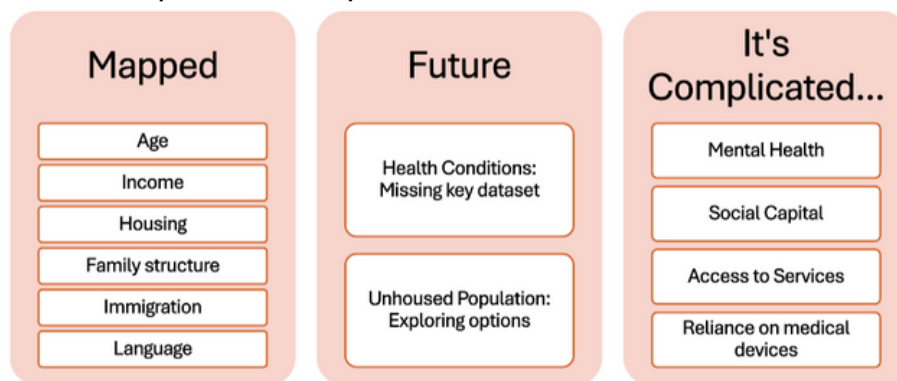 Mapped
Age
Income
Housing
Family structure
Immigration
Language
Future
Health Conditions:
Missing key dataset
Unhoused Population:
Exploring options
It's
Complicated...
Mental Health
Social Capital
Access to Services
Reliance on medical
devices